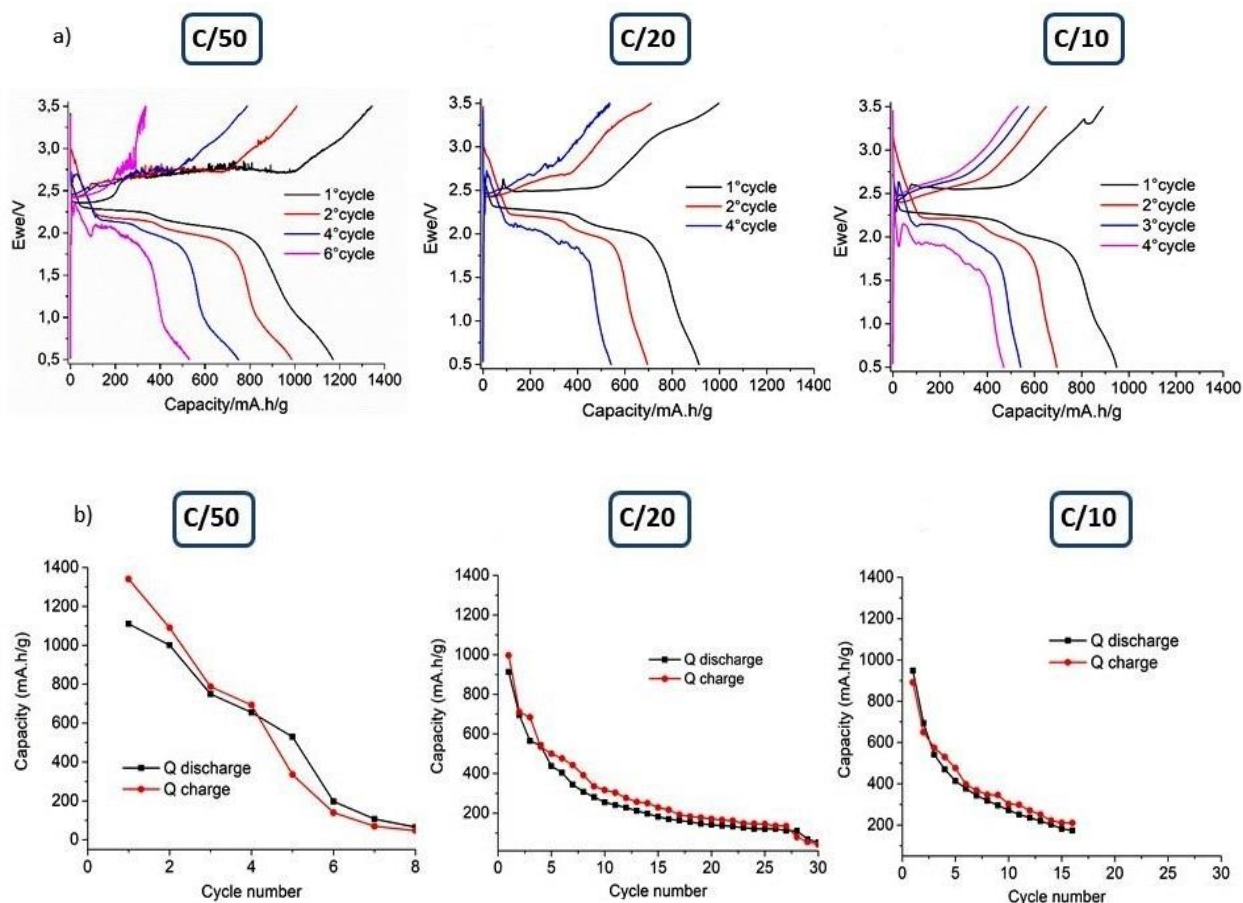 a)
C/50
C/20
C/10
3.5
3.0
2.5
2.0
1.5
1.0
0.5
Ewe/V
1°cycle
2°cycle
4°cycle
6°cycle
0 200 400 600 800 1000 1200 1400
Capacity/mA.h/g
3.5
3.0
2.5
2.0
1.5
1.0
0.5
Ewe/V
1°cycle
2°cycle
4°cycle
0 200 400 600 800 1000 1200 1400
Capacity/mA.h/g
3.5
3.0
2.5
2.0
1.5
1.0
0.5
Ewe/V
1°cycle
2°cycle
3°cycle
4°cycle
0 200 400 600 800 1000 1200 1400
Capacity/mA.h/g
b)
C/50
C/20
C/10
1400
1200
1000
800
600
400
200
0
Capacity (mA.h/g)
Q discharge
Q charge
0 2 4 6 8
Cycle number
1400
1200
1000
800
600
400
200
Capacity (mA.h/g)
Q discharge
Q charge
0 5 10 15 20 25 30
Cycle number
1400
1200
1000
800
600
400
200
Capacity (mA.h/g)
Q discharge
Q charge
0 5 10 15 20 25 30
Cycle number